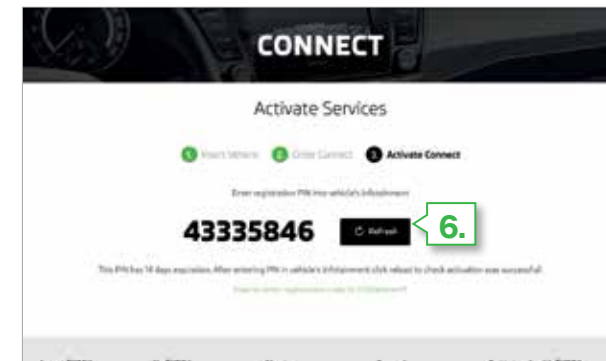 CONNECT
Activate Services
1 Insert Vehicle 2 Order Connect 3 Activate Connect
Enter registration PIN into vehicle's Infotainment
43335846 Refresh 6.
This PIN has 14 days expiration. After entering PIN in vehicle's Infotainment click reload to check activation was successful.